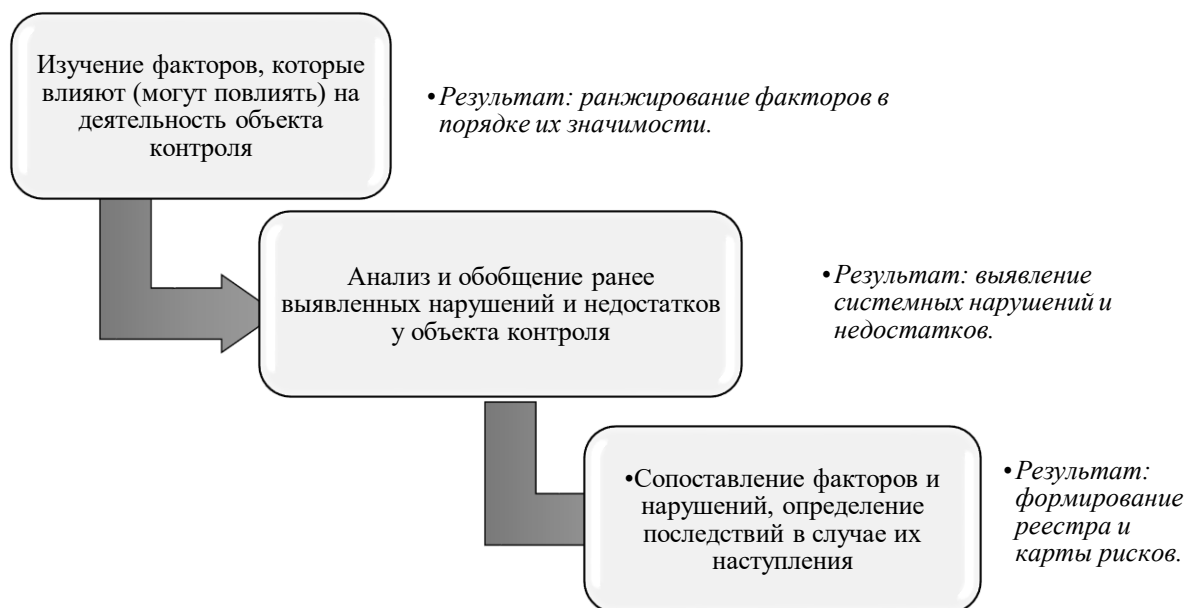 Изучение факторов, которые
влияют (могут повлиять) на
деятельность объекта
контроля
•Результат: ранжирование факторов в
порядке их значимости.
Анализ и обобщение ранее
выявленных нарушений и недостатков
у объекта контроля
•Результат: выявление
системных нарушений и
недостатков.
•Сопоставление факторов и
нарушений, определение
последствий в случае их
наступления
•Результат:
формирование
реестра и
карты рисков.